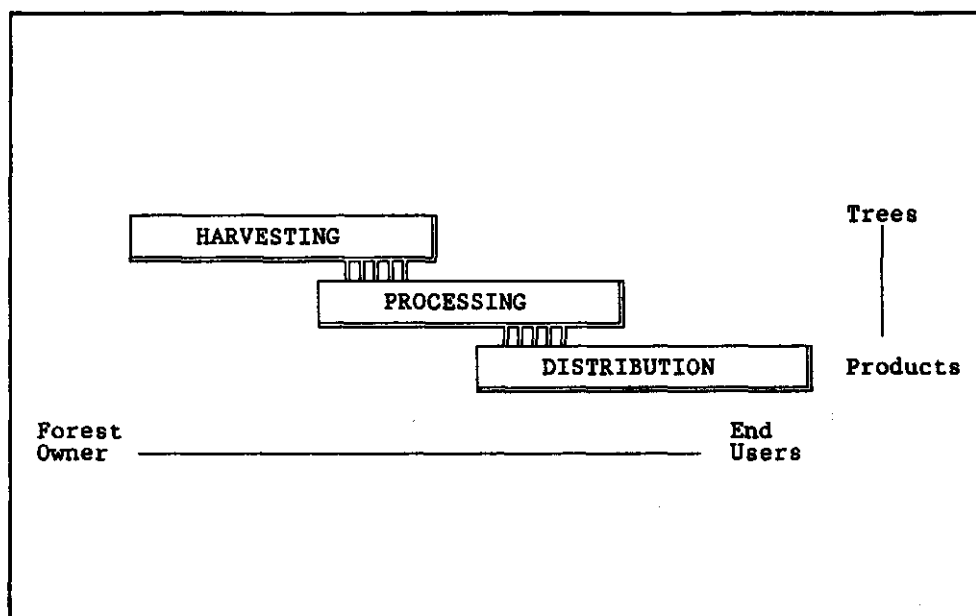 Trees
HARVESTING
PROCESSING
DISTRIBUTION
Products
Forest
Owner
End
Users